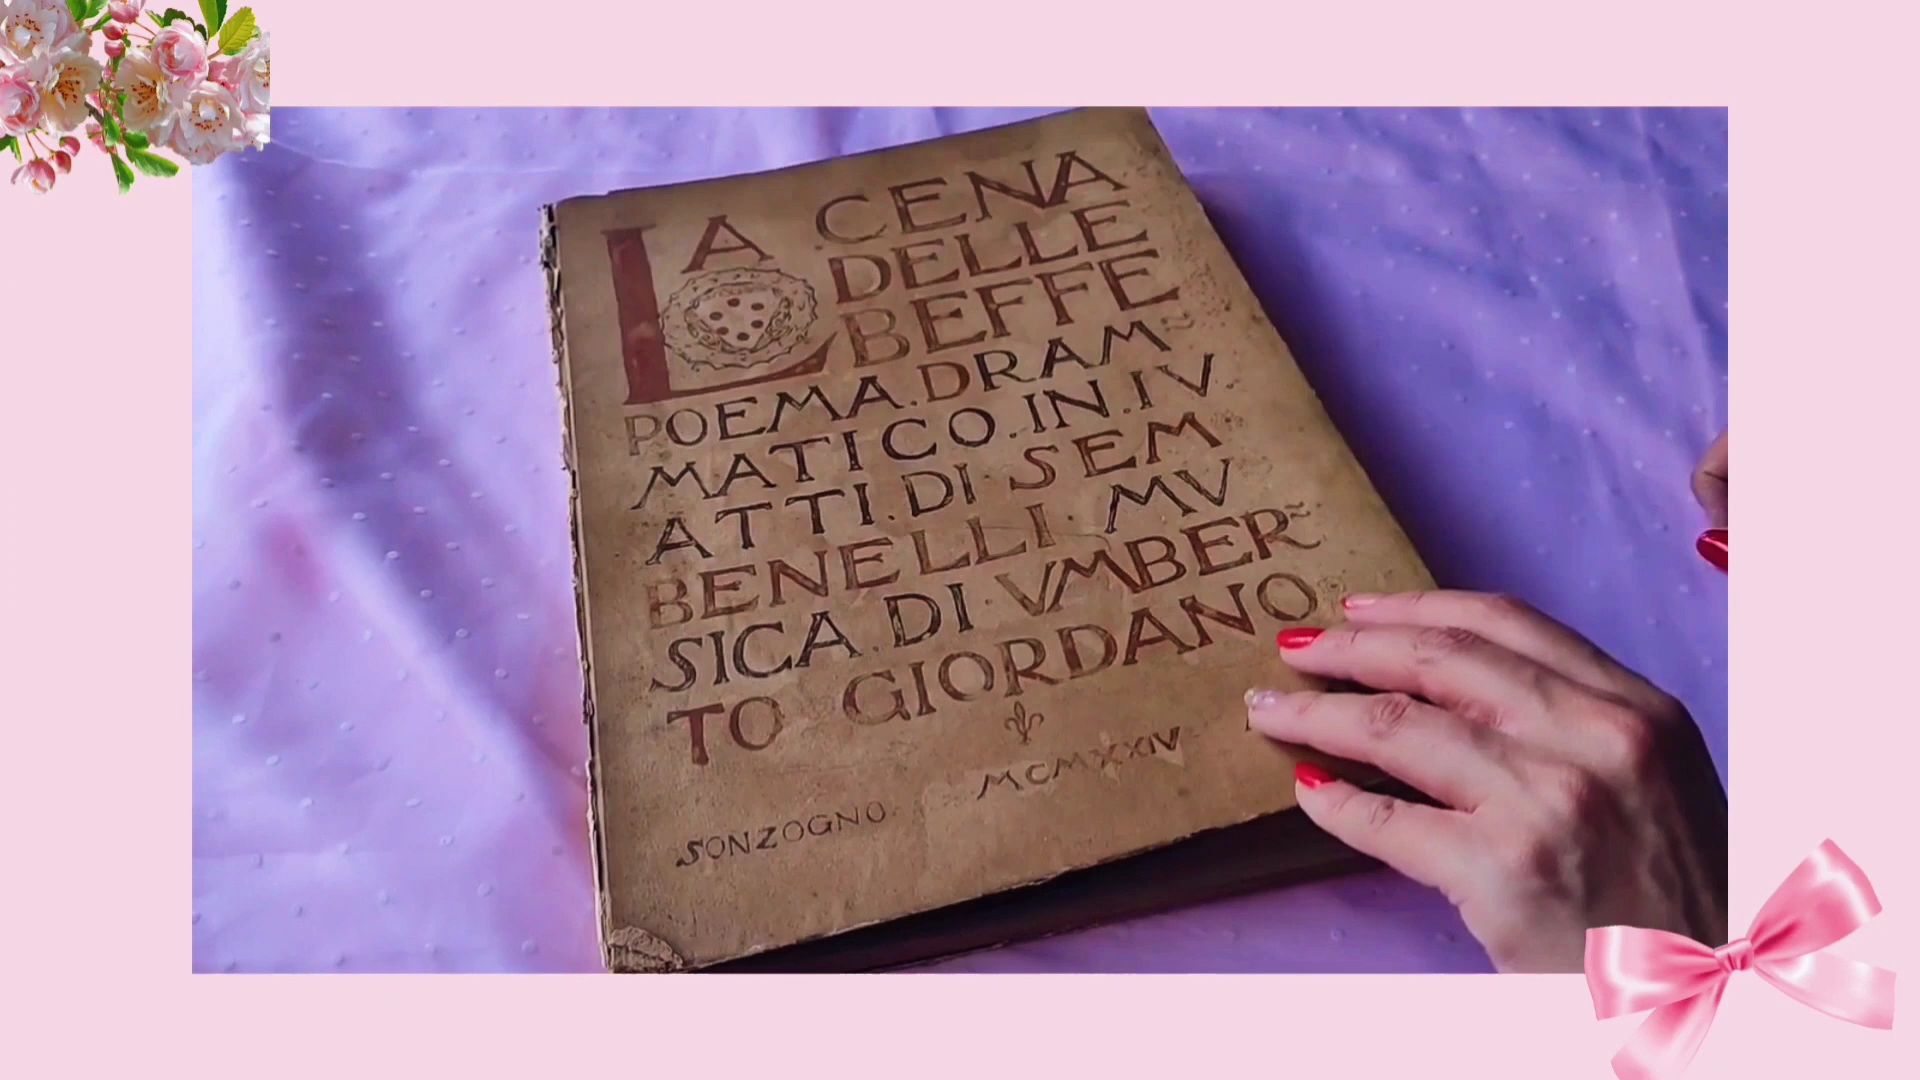 LA CENA
DELLE
BEFFE
POEMA.DRAM~
MATICO.IN.IV
ATTI.DI SEM
BENELLI. MV
SICA.DI.VMBER~
TO GIORDANO
SONZOGNO. MCMXXIV